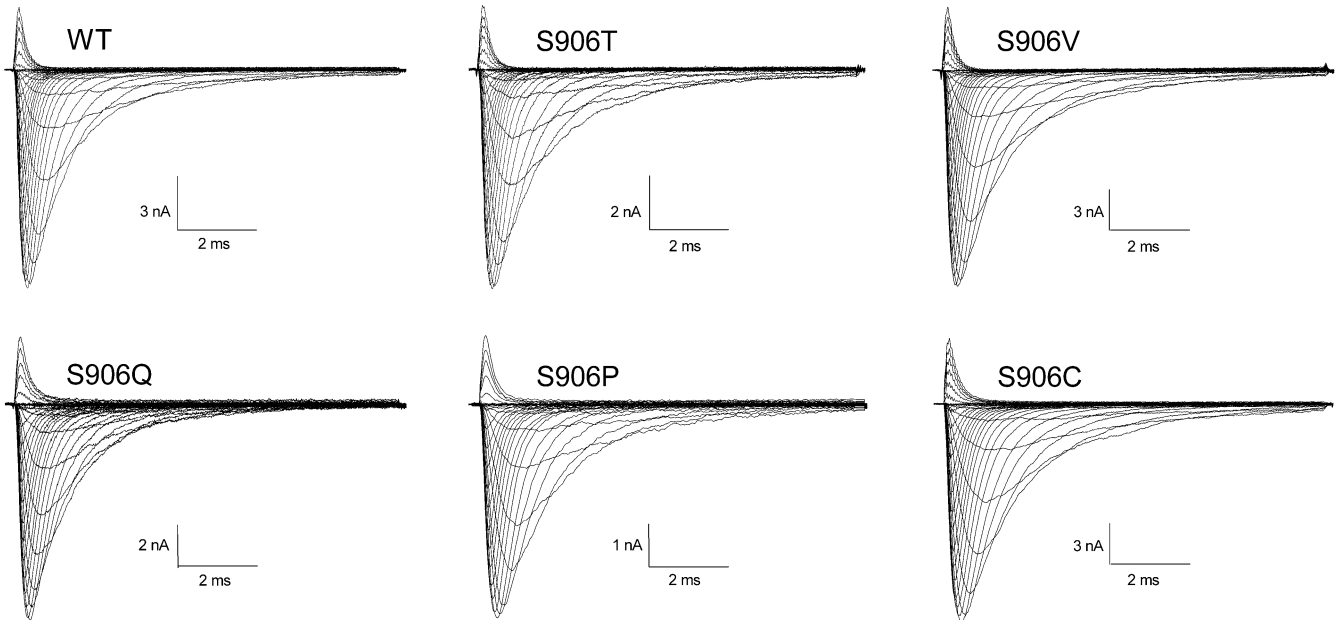 WT
3 nA
2 ms
S906T
2 nA
2 ms
S906V
3 nA
2 ms
S906Q
2 nA
2 ms
S906P
1 nA
2 ms
S906C
3 nA
2 ms